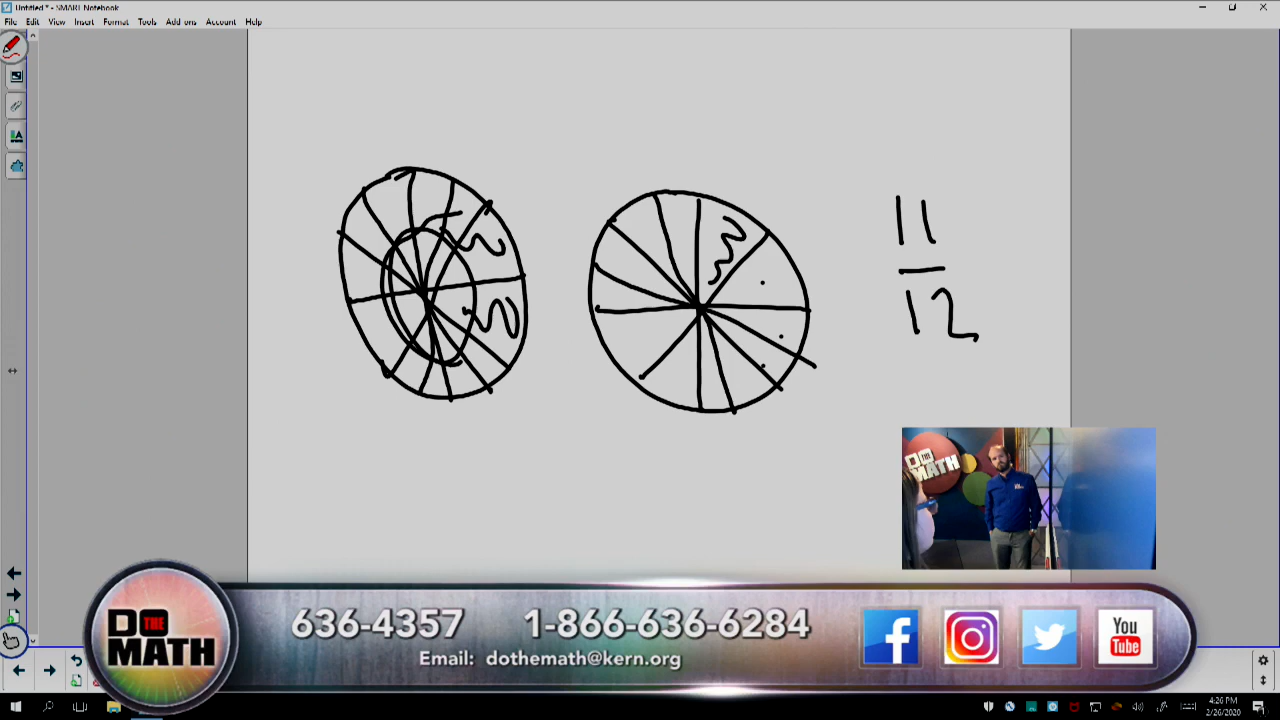 Untitled * - SMART Notebook
File Edit View Insert Format Tools Add-ons Account Help
11
12
DO THE MATH
DO THE MATH
636-4357 1-866-636-6284
Email: dothemath@kern.org
You Tube
4:26 PM
2/26/2020